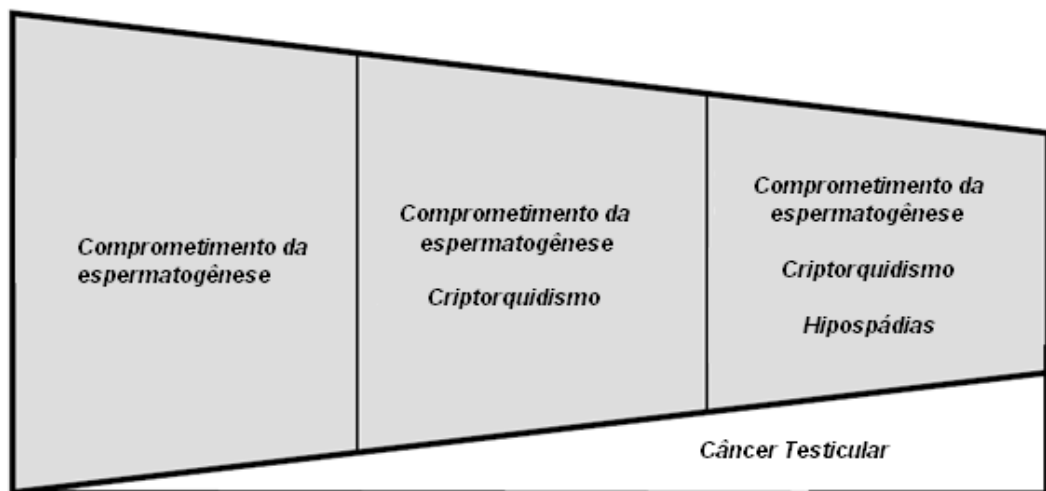 Comprometimento da
espermatogênese
Comprometimento da
espermatogênese
Criptorquidismo
Comprometimento da
espermatogênese
Criptorquidismo
Hipospádias
Câncer Testicular